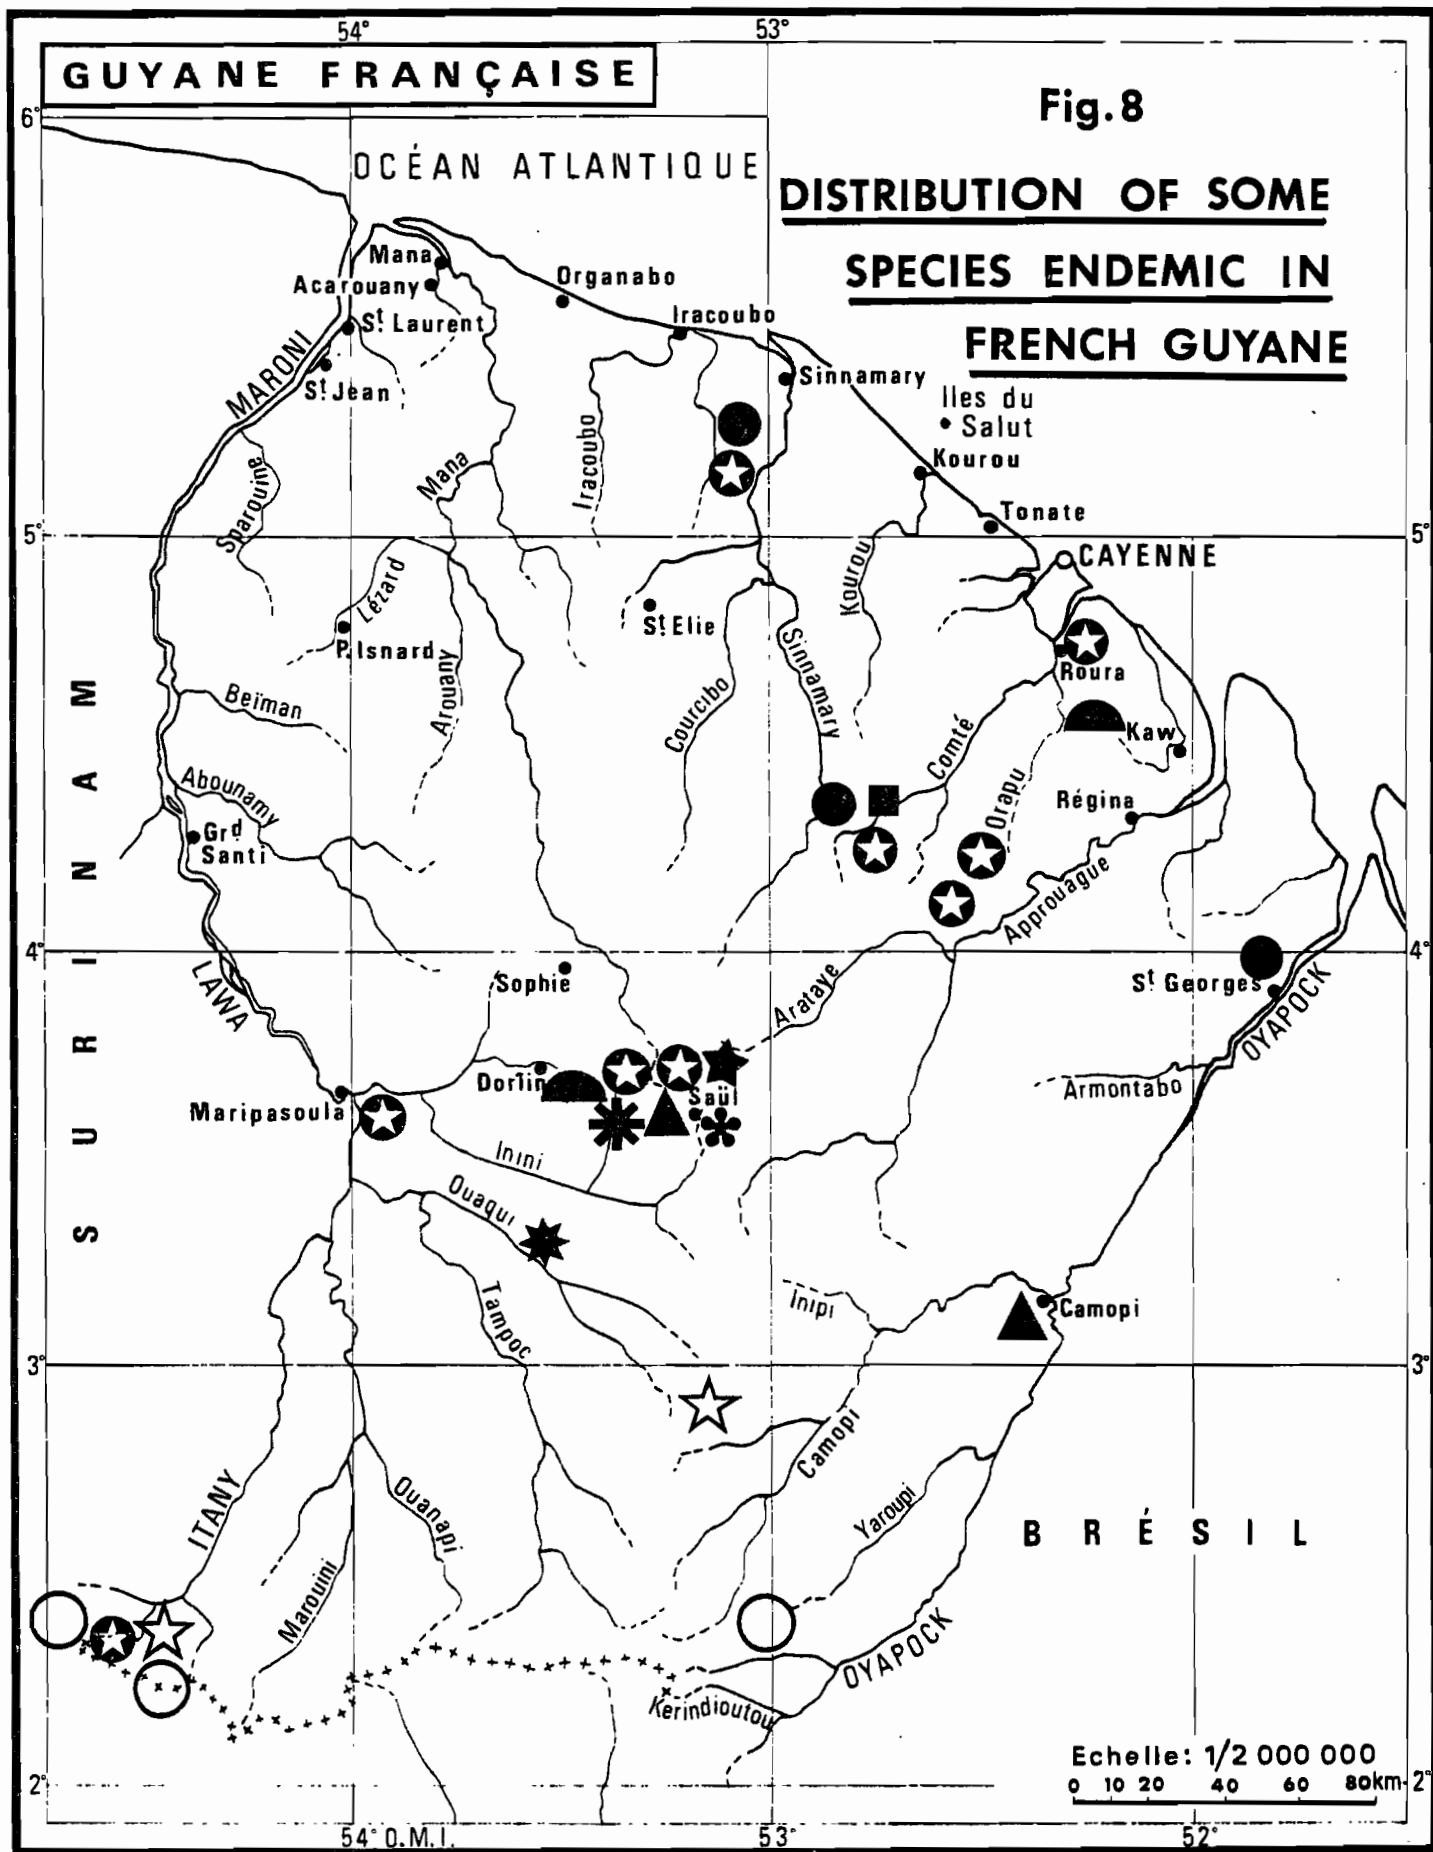 54° 53°
GUYANE FRANÇAISE
Fig. 8
6°
OCÉAN ATLANTIQUE
DISTRIBUTION OF SOME
SPECIES ENDEMIC IN
FRENCH GUYANE
Mana
Organabo
Acarouany
Iracoubo
St Laurent
MARONI
St Jean
Sinnamary
Iles du
Salut
Kourou
Iracoubo
Mana
Sparouine
Tonate
5° 5°
CAYENNE
Kourou
Lézard
St Elie
P. Isnard
Sinnamary
Roura
Arouany
Beïman
Courcibo
Kaw
Comté
Abounamy
Orapu
Régina
Grd
Santi
Approuague
4° 4°
Sophie
St Georges
LAWA
Arataye
OYAPOCK
Dorlin
Armontabo
Saül
Maripasoula
SURINAM
Inini
Ouaqui
Tampoc
Inipi
Camopi
3° 3°
Camopi
ITANY
Ouanapi
Yaroupi
BRÉSIL
Marouini
OYAPOCK
Kerindioutou
Echelle: 1/2 000 000
0 10 20 40 60 80km
2° 2°
54° O.M.I. 53° 52°